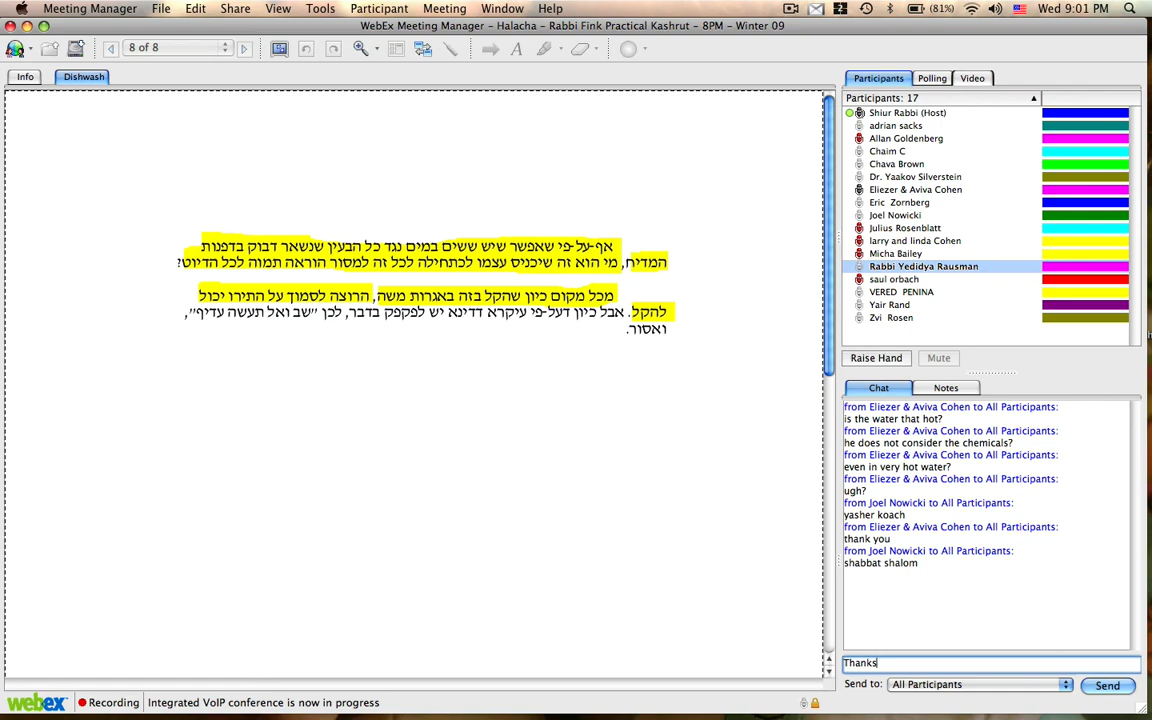 Meeting Manager File Edit Share View Tools Participant Meeting Window Help (81%) Wed 9:01 PM
WebEx Meeting Manager - Halacha - Rabbi Fink Practical Kashrut - 8PM - Winter 09
8 of 8
Info Dishwash
אף-על-פי שאפשר שיש ששים במים נגד כל הבעין שנשאר דבוק בדפנות
המדיח, מי הוא זה שיכניס עצמו לכתחילה לכל זה למסור הוראה תמוה לכל הדיוט?
מכל מקום כיון שהקל בזה באגרות משה, הרוצה לסמוך על התירו יכול
להקל. אבל כיון דעל-פי עיקרא דדינא יש לפקפק בדבר, לכן "שב ואל תעשה עדיף",
ואסור.
Participants Polling Video
Participants: 17
Shiur Rabbi (Host)
adrian sacks
Allan Goldenberg
Chaim C
Chava Brown
Dr. Yaakov Silverstein
Eliezer & Aviva Cohen
Eric Zornberg
Joel Nowicki
Julius Rosenblatt
larry and linda Cohen
Micha Bailey
Rabbi Yedidya Rausman
saul orbach
VERED PENINA
Yair Rand
Zvi Rosen
Raise Hand Mute
Chat Notes
from Eliezer & Aviva Cohen to All Participants:
is the water that hot?
from Eliezer & Aviva Cohen to All Participants:
he does not consider the chemicals?
from Eliezer & Aviva Cohen to All Participants:
even in very hot water?
from Eliezer & Aviva Cohen to All Participants:
ugh?
from Joel Nowicki to All Participants:
yasher koach
from Eliezer & Aviva Cohen to All Participants:
thank you
from Joel Nowicki to All Participants:
shabbat shalom
Thanks
Send to: All Participants Send
webex Recording Integrated VoIP conference is now in progress